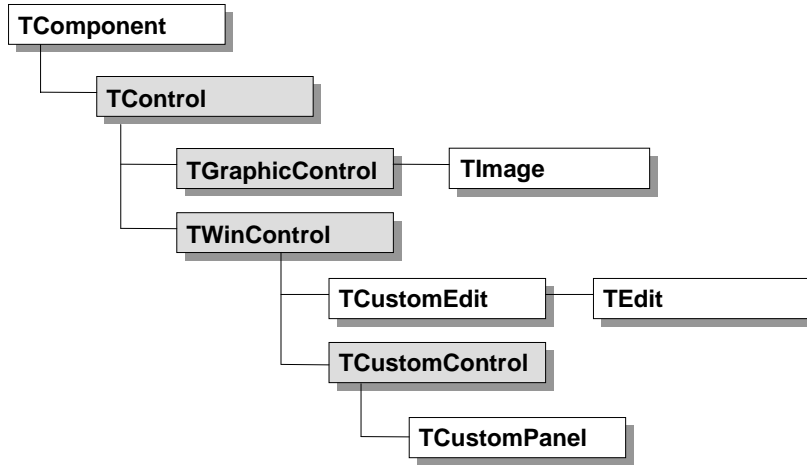 TComponent
TControl
TGraphicControl
TImage
TWinControl
TCustomEdit
TEdit
TCustomControl
TCustomPanel